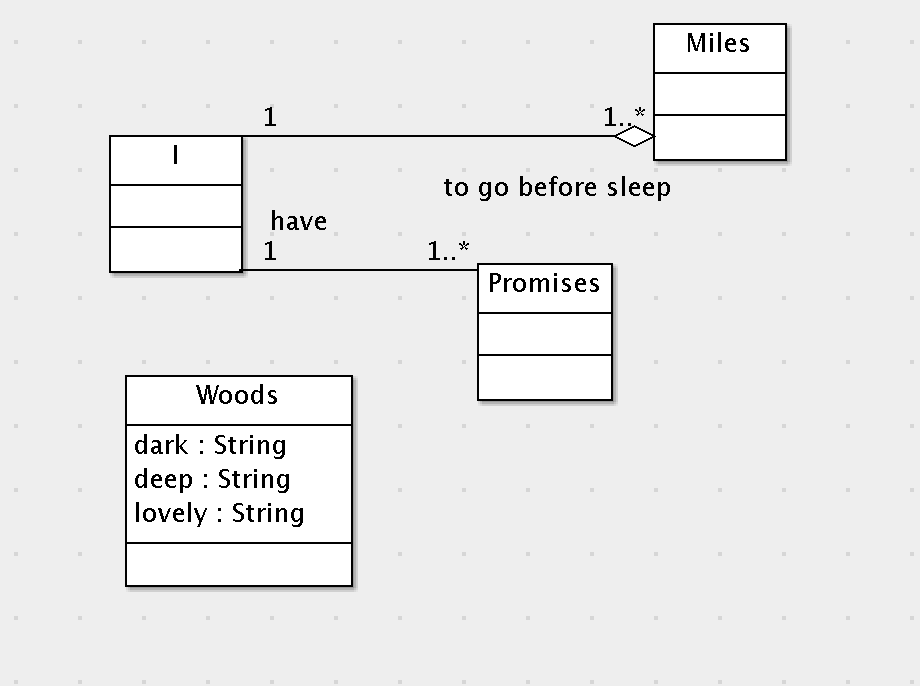 Miles
1
1..*
I
to go before sleep
have
1
1..*
Promises
Woods
dark : String
deep : String
lovely : String